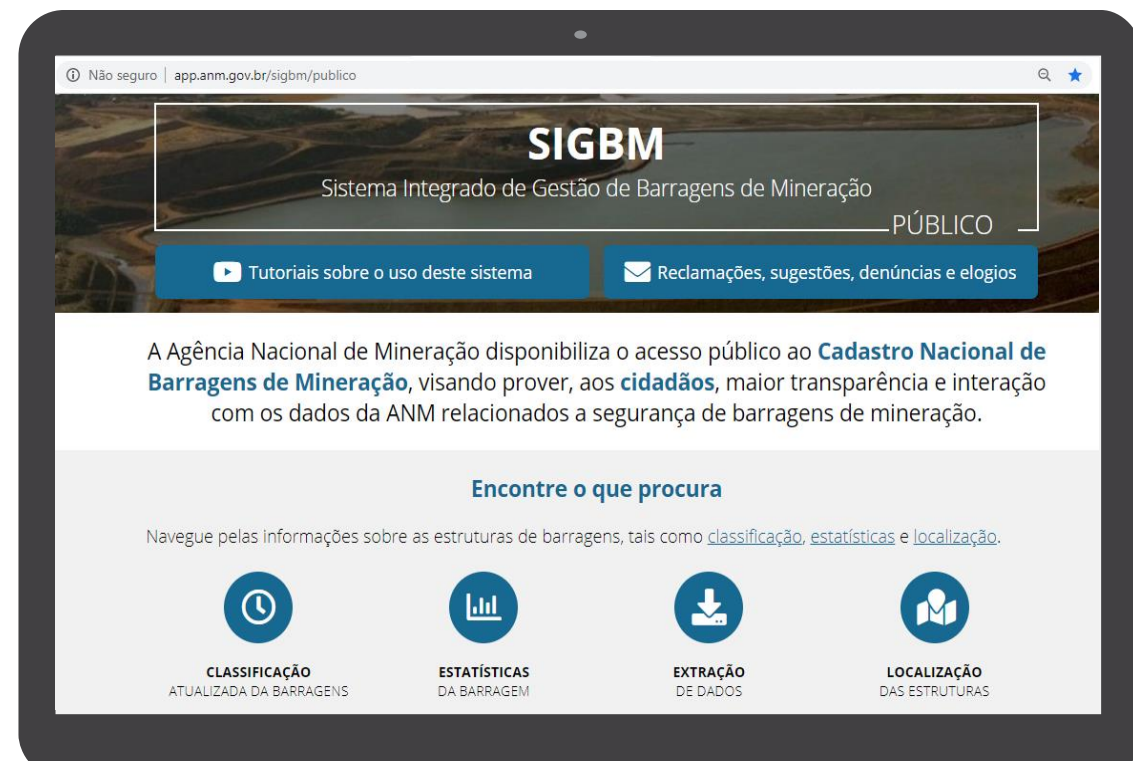 Não seguro | app.anm.gov.br/sigbm/publico
SIGBM
Sistema Integrado de Gestão de Barragens de Mineração
PÚBLICO
Tutoriais sobre o uso deste sistema
Reclamações, sugestões, denúncias e elogios
A Agência Nacional de Mineração disponibiliza o acesso público ao Cadastro Nacional de
Barragens de Mineração, visando prover, aos cidadãos, maior transparência e interação
com os dados da ANM relacionados a segurança de barragens de mineração.
Encontre o que procura
Navegue pelas informações sobre as estruturas de barragens, tais como classificação, estatísticas e localização.
CLASSIFICAÇÃO
ATUALIZADA DA BARRAGENS
ESTATÍSTICAS
DA BARRAGEM
EXTRAÇÃO
DE DADOS
LOCALIZAÇÃO
DAS ESTRUTURAS